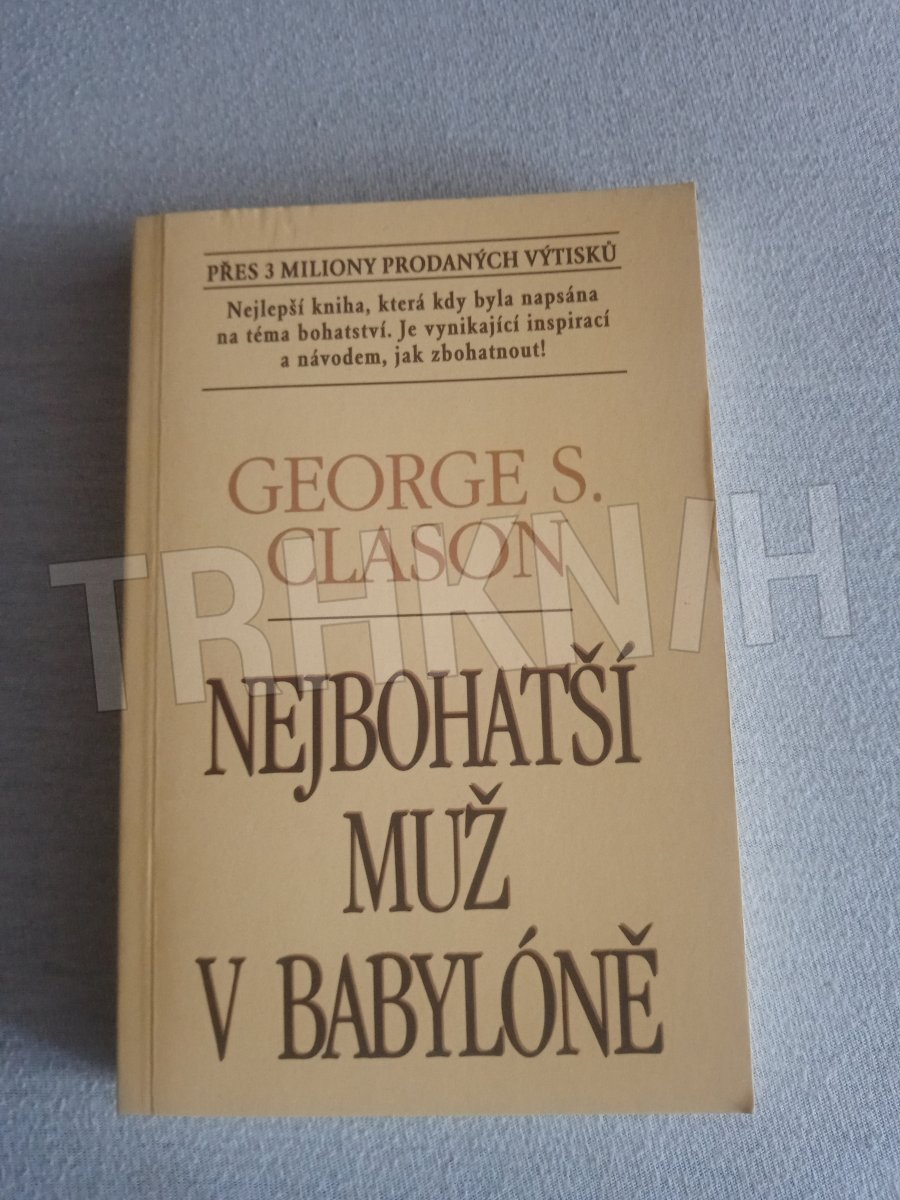 PŘES 3 MILIONY PRODANÝCH VÝTISKŮ
Nejlepší kniha, která kdy byla napsána
na téma bohatství. Je vynikající inspirací
a návodem, jak zbohatnout!
GEORGE S.
CLASON
TRHKNIH
NEJBOHATŠÍ
MUŽ
V BABYLÓNĚ